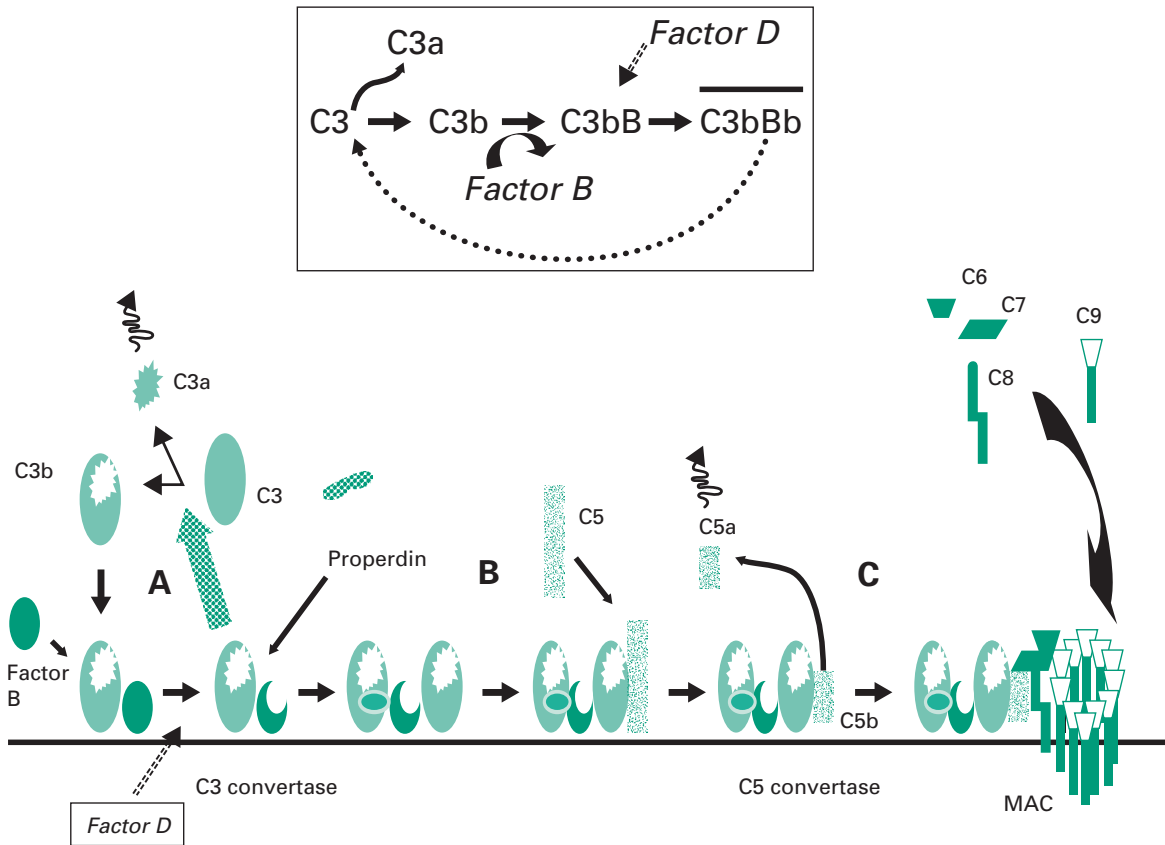 C3a
Factor D
C3
C3b
C3bB
C3bBb
Factor B
C6
C7
C9
C8
C3a
C3b
C3
C5
C5a
Properdin
A
B
C
Factor
B
C5b
C3 convertase
C5 convertase
MAC
Factor D